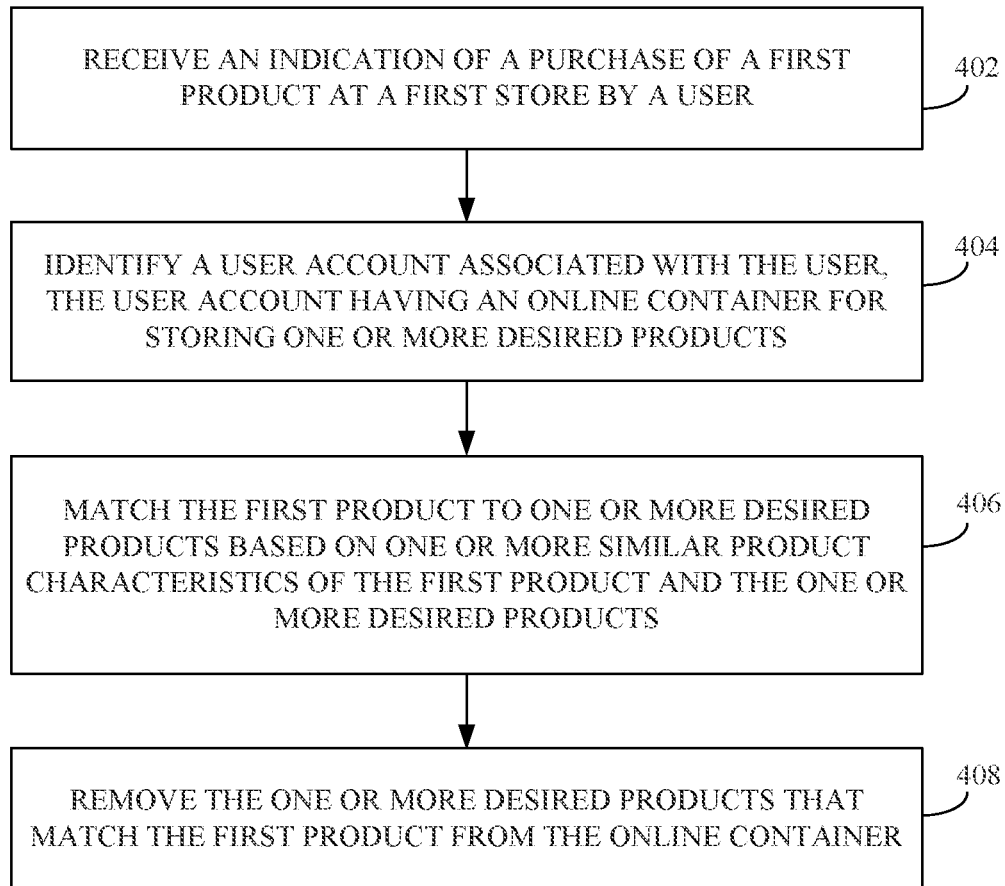 RECEIVE AN INDICATION OF A PURCHASE OF A FIRST
PRODUCT AT A FIRST STORE BY A USER
402
IDENTIFY A USER ACCOUNT ASSOCIATED WITH THE USER,
THE USER ACCOUNT HAVING AN ONLINE CONTAINER FOR
STORING ONE OR MORE DESIRED PRODUCTS
404
MATCH THE FIRST PRODUCT TO ONE OR MORE DESIRED
PRODUCTS BASED ON ONE OR MORE SIMILAR PRODUCT
CHARACTERISTICS OF THE FIRST PRODUCT AND THE ONE OR
MORE DESIRED PRODUCTS
406
REMOVE THE ONE OR MORE DESIRED PRODUCTS THAT
MATCH THE FIRST PRODUCT FROM THE ONLINE CONTAINER
408